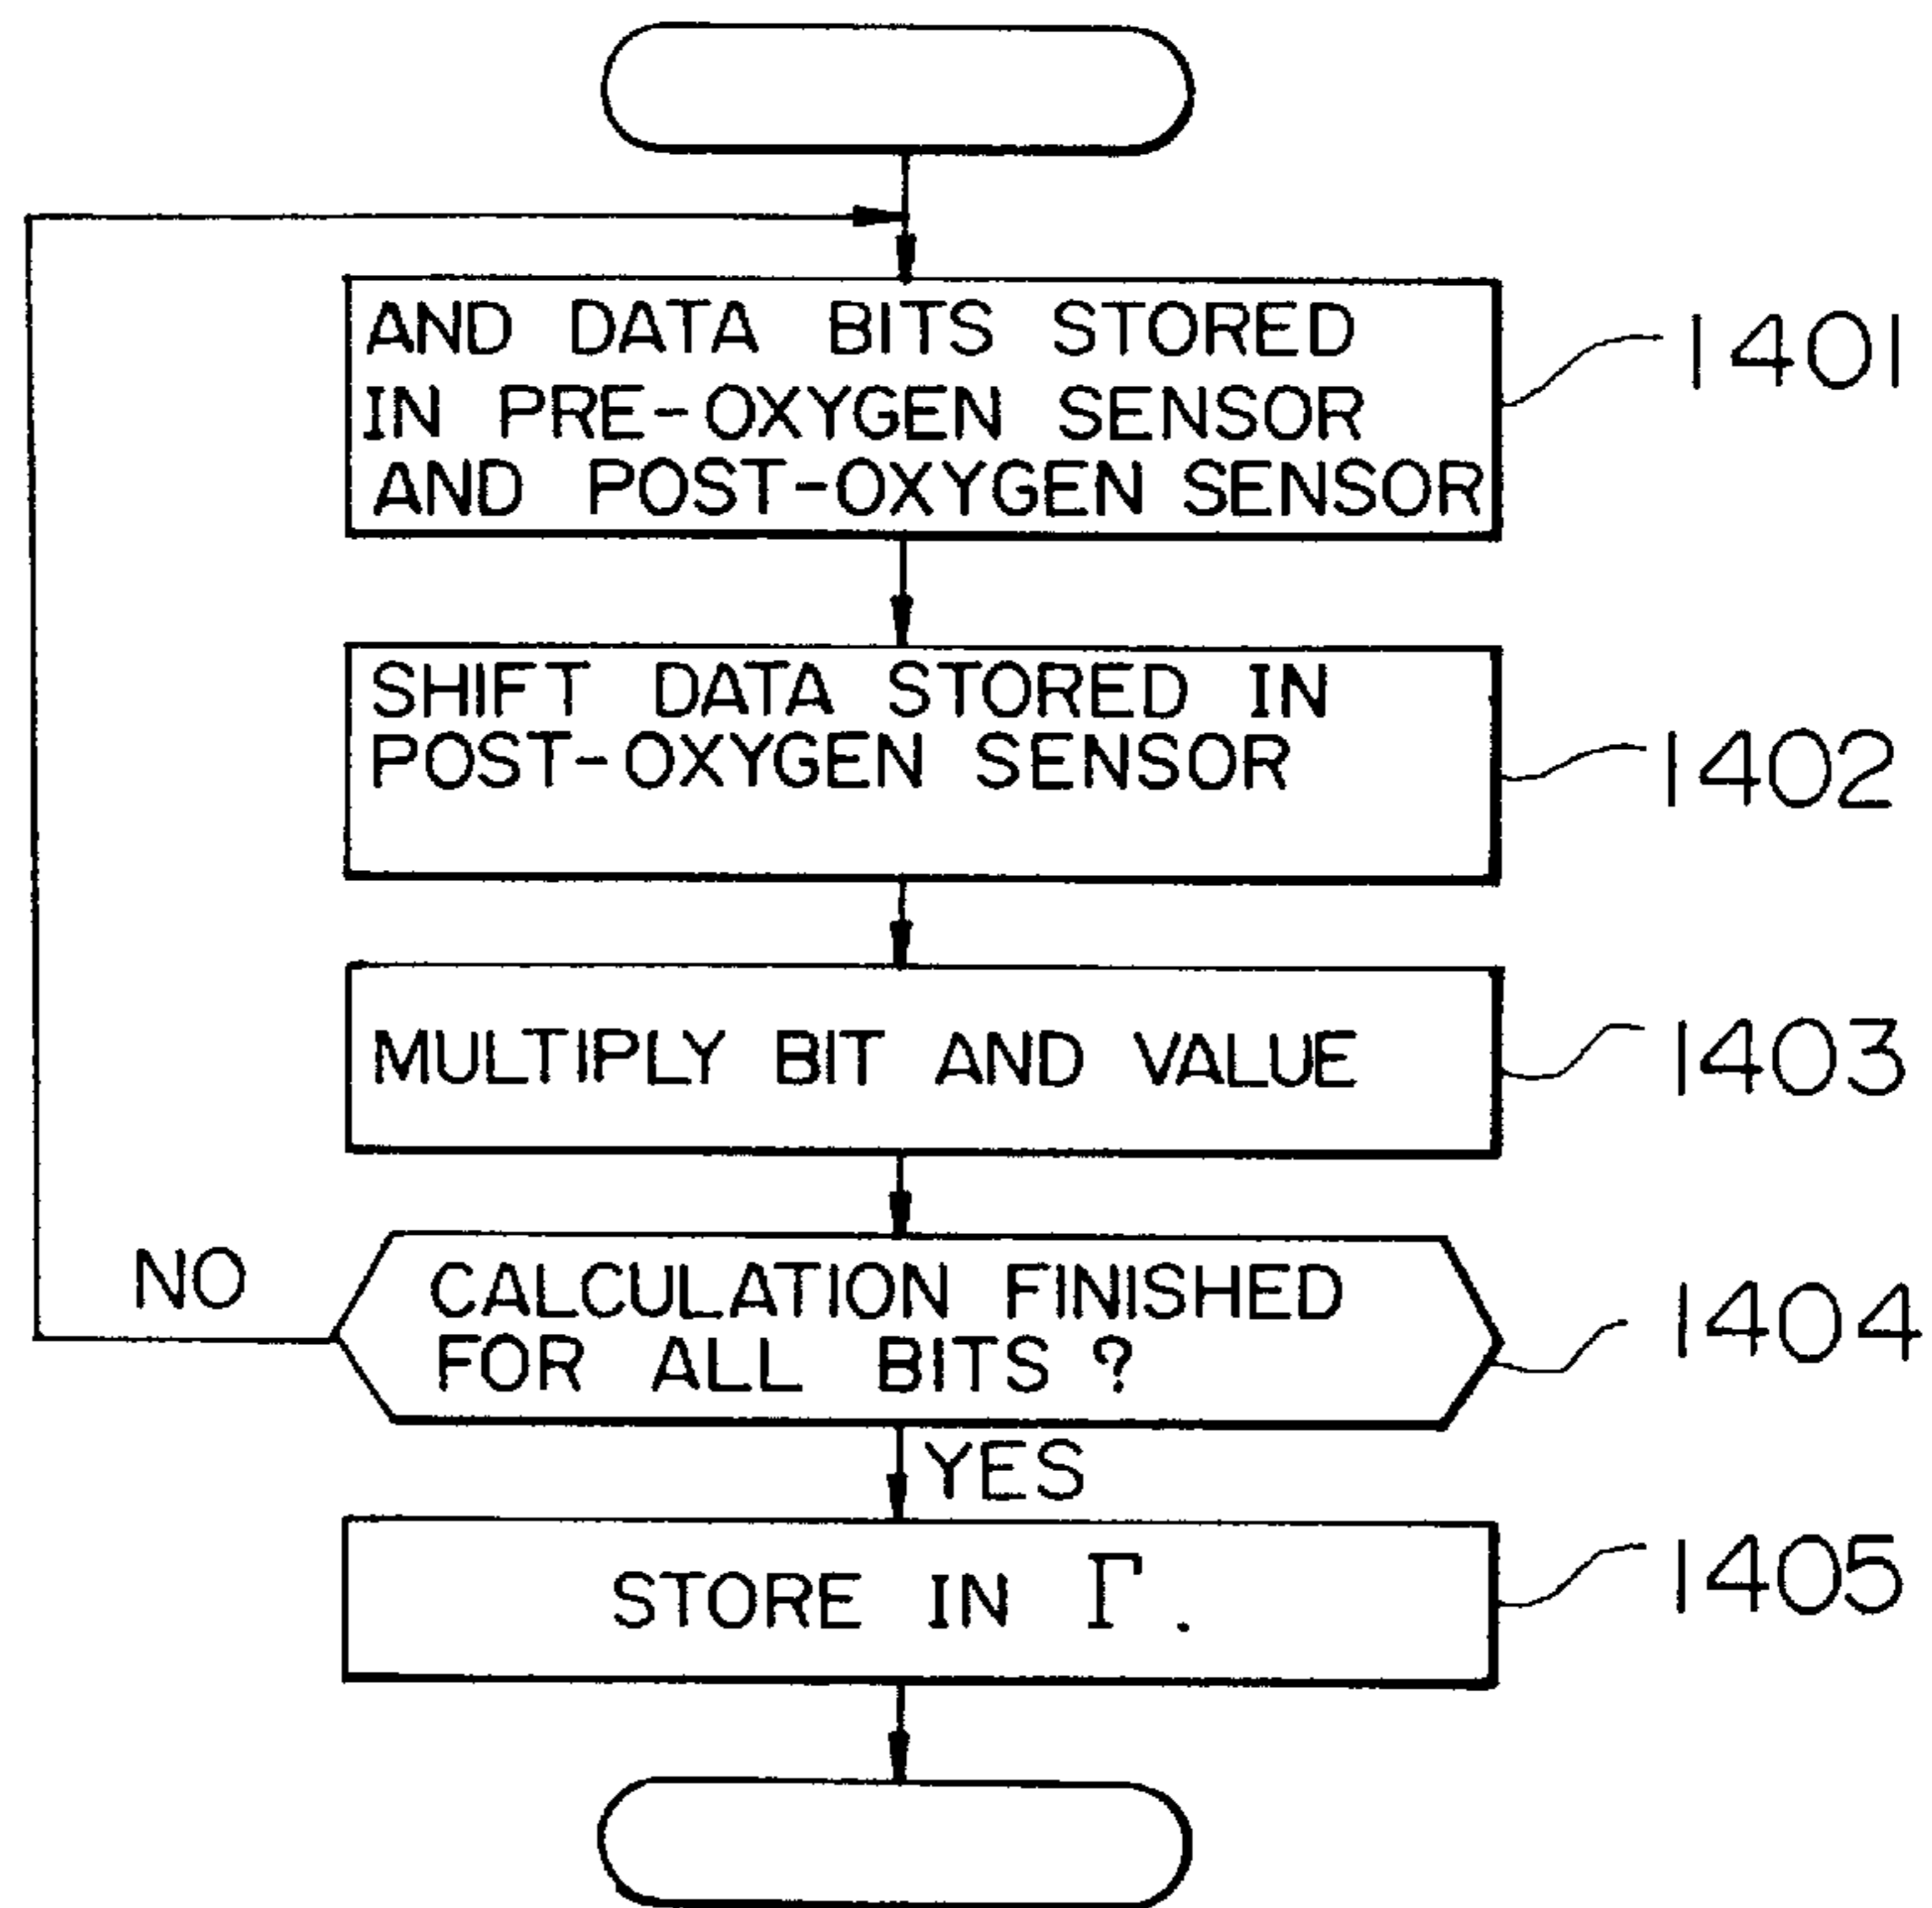 AND DATA BITS STORED
IN PRE-OXYGEN SENSOR
AND POST-OXYGEN SENSOR
1401
SHIFT DATA STORED IN
POST-OXYGEN SENSOR
1402
MULTIPLY BIT AND VALUE
1403
NO
CALCULATION FINISHED
FOR ALL BITS ?
1404
YES
STORE IN Γ .
1405